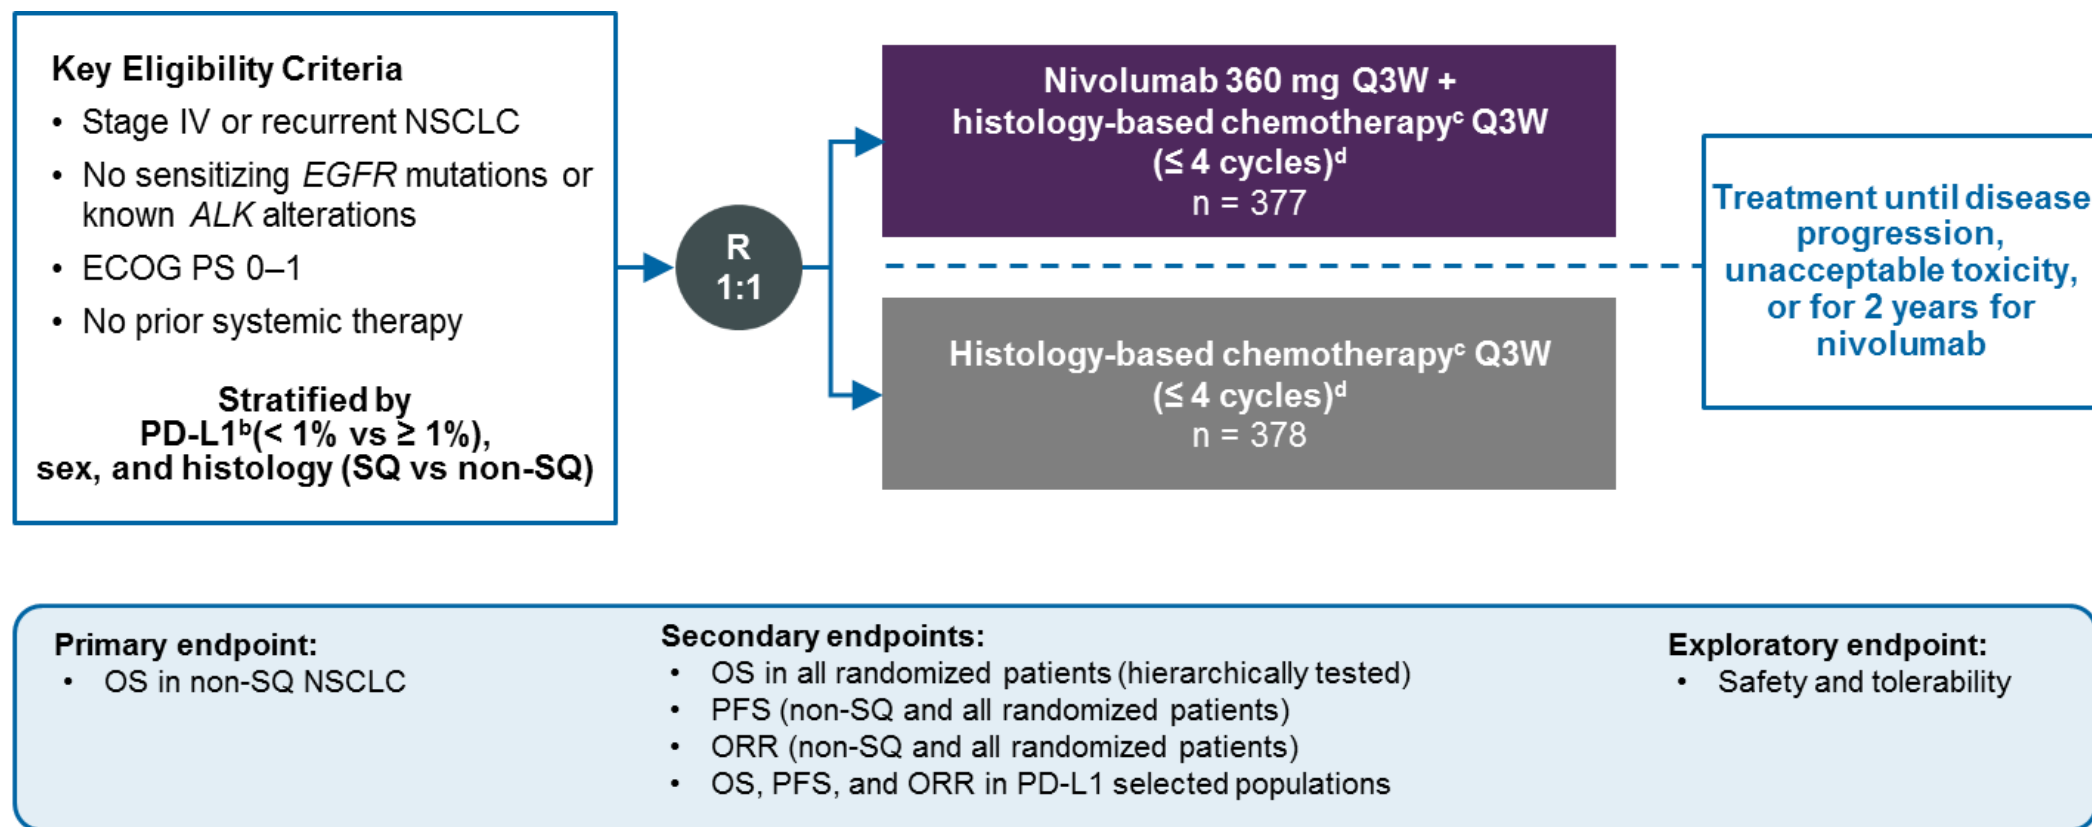 Key Eligibility Criteria
• Stage IV or recurrent NSCLC
• No sensitizing EGFR mutations or
known ALK alterations
• ECOG PS 0–1
• No prior systemic therapy
Stratified by
PD-L1ᵇ(< 1% vs ≥ 1%),
sex, and histology (SQ vs non-SQ)
R
1:1
Nivolumab 360 mg Q3W +
histology-based chemotherapyᶜ Q3W
(≤ 4 cycles)ᵈ
n = 377
Histology-based chemotherapyᶜ Q3W
(≤ 4 cycles)ᵈ
n = 378
Treatment until disease
progression,
unacceptable toxicity,
or for 2 years for
nivolumab
Primary endpoint:
• OS in non-SQ NSCLC
Secondary endpoints:
• OS in all randomized patients (hierarchically tested)
• PFS (non-SQ and all randomized patients)
• ORR (non-SQ and all randomized patients)
• OS, PFS, and ORR in PD-L1 selected populations
Exploratory endpoint:
• Safety and tolerability